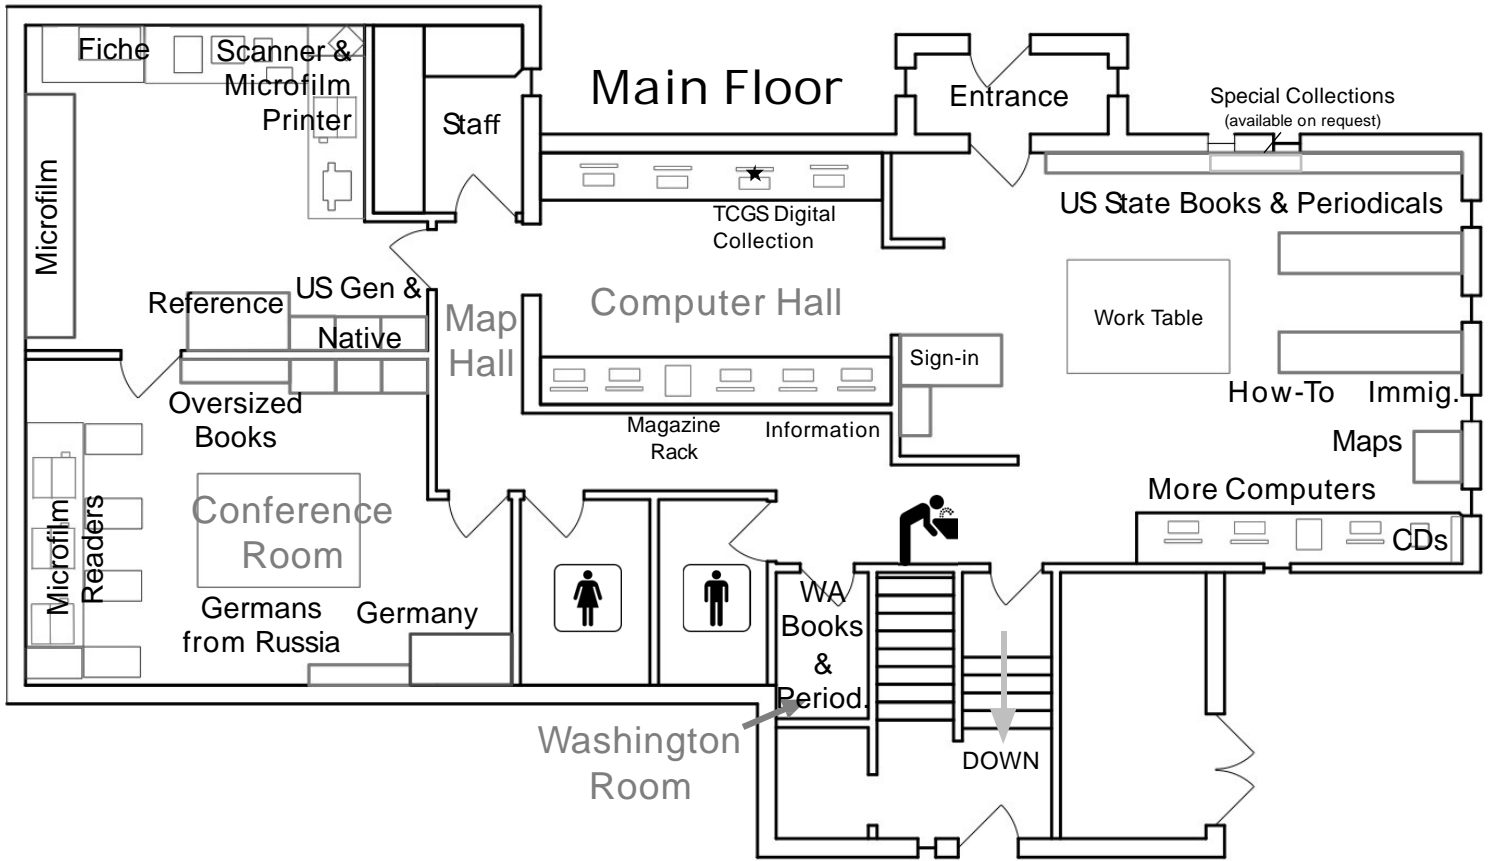 Main Floor
Fiche
Scanner &
Microfilm
Printer
Staff
Entrance
Special Collections
(available on request)
Microfilm
TCGS Digital
Collection
US State Books & Periodicals
Reference
US Gen &
Native
Map
Hall
Computer Hall
Work Table
Sign-in
Oversized
Books
Magazine
Rack
Information
How-To
Immig.
Maps
More Computers
CDs
Microfilm
Readers
Conference
Room
Germans
from Russia
Germany
WA
Books
&
Period.
Washington
Room
DOWN